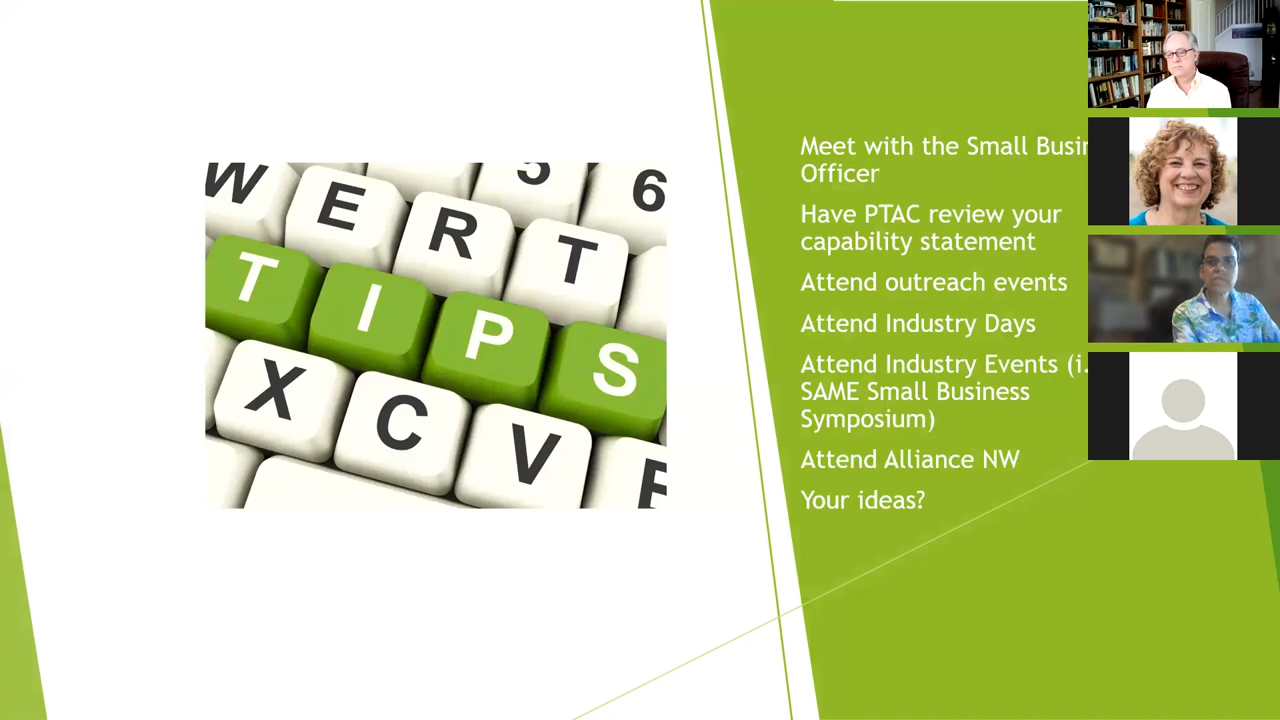 5 6
W E R T
T I P S
X C V
Meet with the Small Busi
Officer
Have PTAC review your
capability statement
Attend outreach events
Attend Industry Days
Attend Industry Events (i.
SAME Small Business
Symposium)
Attend Alliance NW
Your ideas?